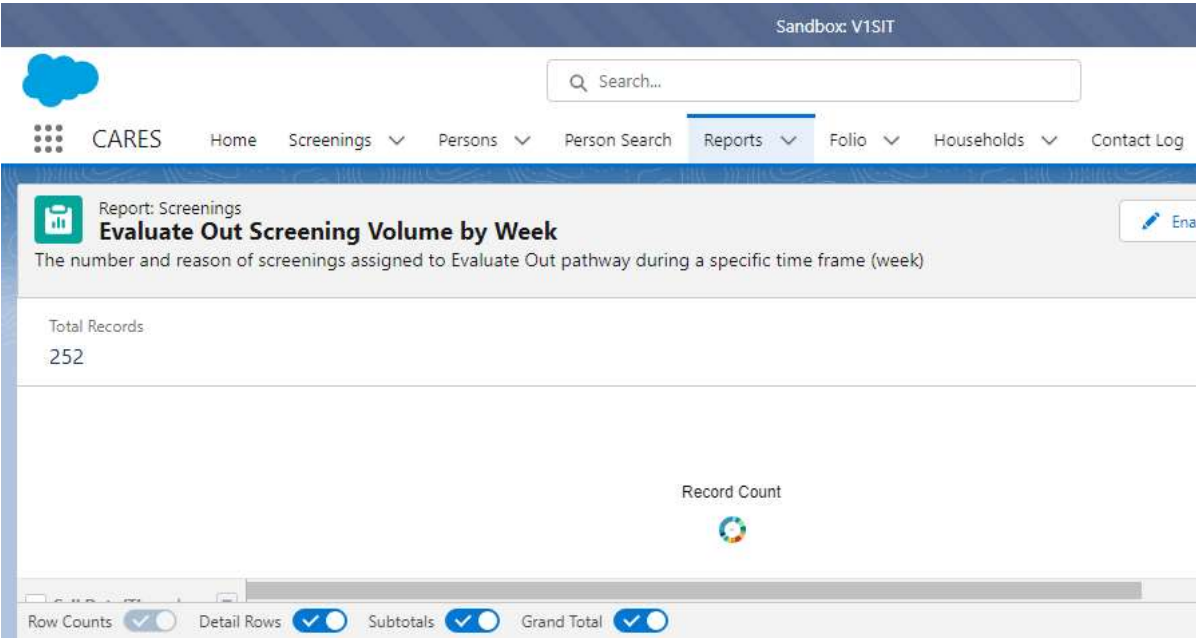 Sandbox: V1SIT
Search...
CARES Home Screenings Persons Person Search Reports Folio Households Contact Log
Report: Screenings
Evaluate Out Screening Volume by Week
Ena
The number and reason of screenings assigned to Evaluate Out pathway during a specific time frame (week)
Total Records
252
Record Count
Row Counts Detail Rows Subtotals Grand Total